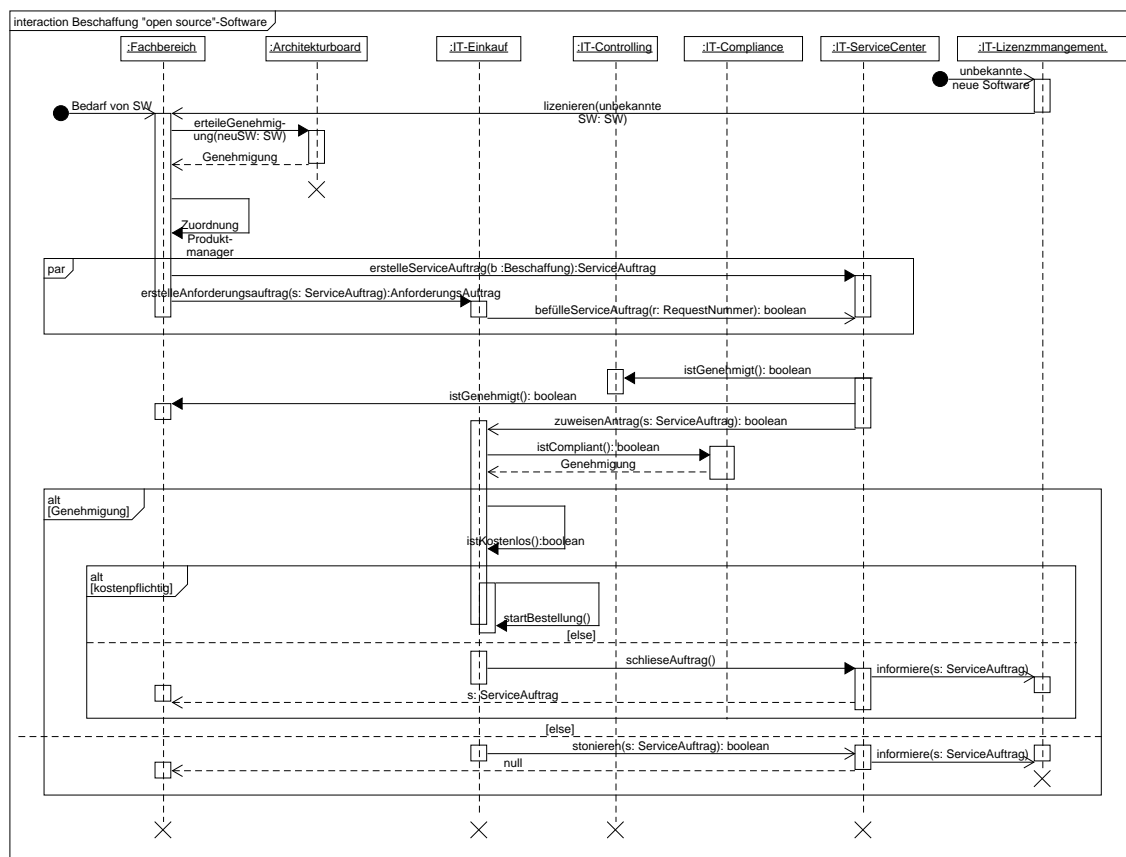 interaction Beschaffung "open source"-Software
:Fachbereich
:Architekturboard
:IT-Einkauf
:IT-Controlling
:IT-Compliance
:IT-ServiceCenter
:IT-Lizenzmmangement.
unbekannte
neue Software
Bedarf von SW
lizenieren(unbekannte
SW: SW)
erteileGenehmig-
ung(neuSW: SW)
Genehmigung
Zuordnung
Produkt-
manager
par
erstelleServiceAuftrag(b :Beschaffung):ServiceAuftrag
erstelleAnforderungsauftrag(s: ServiceAuftrag):AnforderungsAuftrag
befülleServiceAuftrag(r: RequestNummer): boolean
istGenehmigt(): boolean
istGenehmigt(): boolean
zuweisenAntrag(s: ServiceAuftrag): boolean
istCompliant(): boolean
Genehmigung
alt
[Genehmigung]
istKostenlos():boolean
alt
[kostenpflichtig]
startBestellung()
[else]
schlieseAuftrag()
informiere(s: ServiceAuftrag)
s: ServiceAuftrag
[else]
stonieren(s: ServiceAuftrag): boolean
informiere(s: ServiceAuftrag)
null